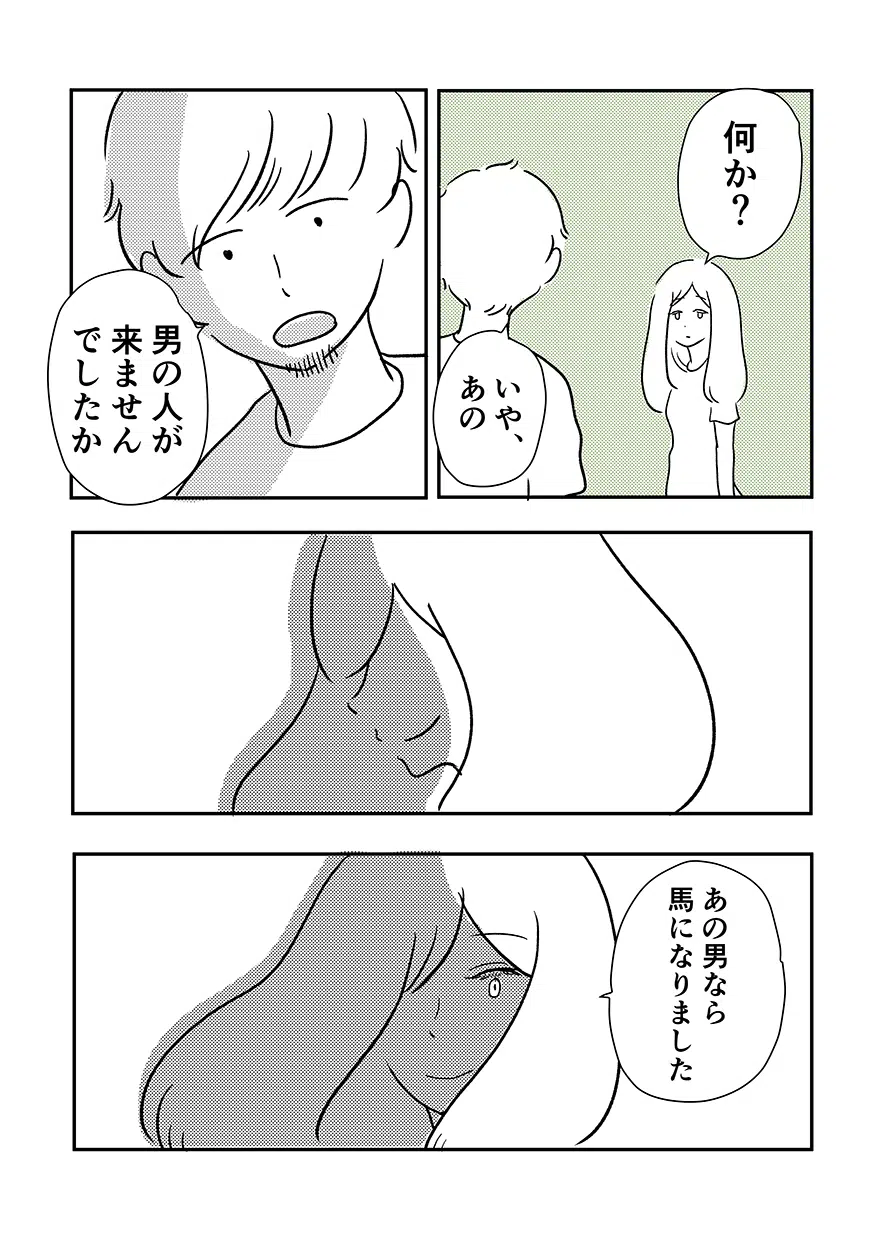 何か？
いや、
あの
男の人が
来ません
でしたか
あの男なら
馬になりました